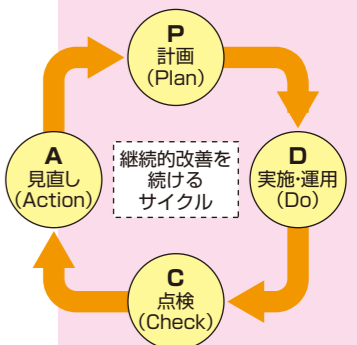 P
計画
(Plan)
D
実施・運用
(Do)
C
点検
(Check)
A
見直し
(Action)
継続的改善を
続ける
サイクル